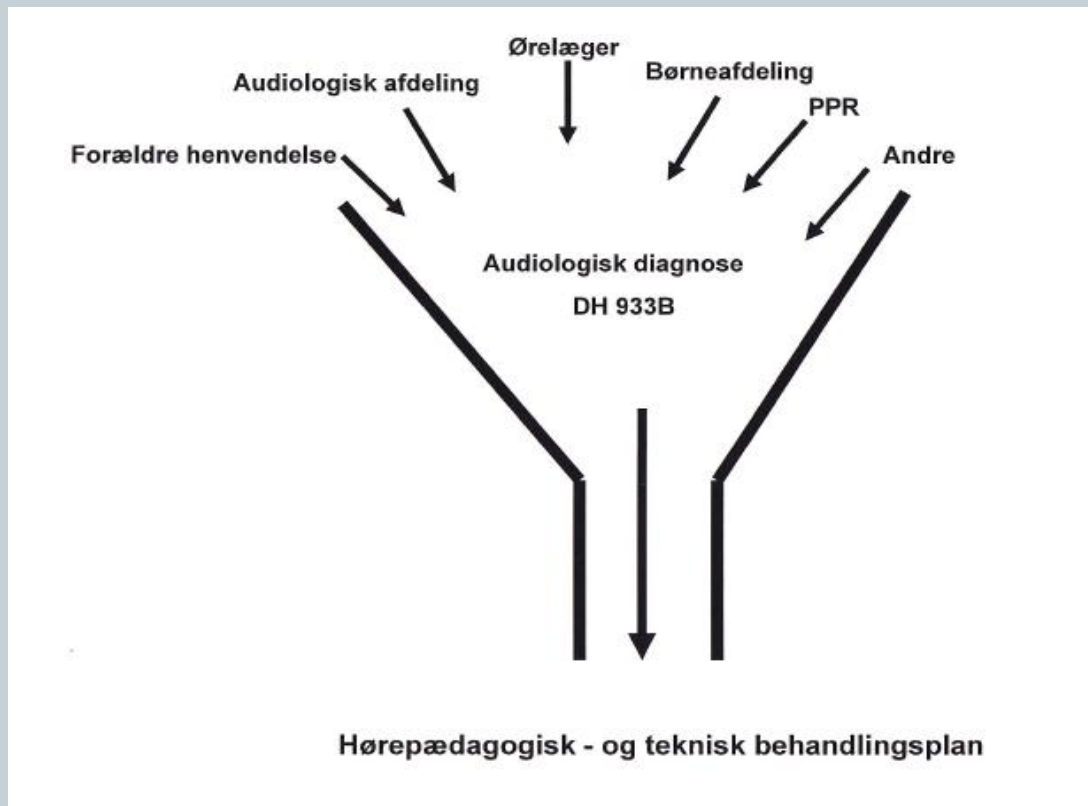 Ørelæger
Børneafdeling
Audiologisk afdeling
PPR
Forældre henvendelse
Andre
Audiologisk diagnose
DH 933B
Hørepædagogisk - og teknisk behandlingsplan